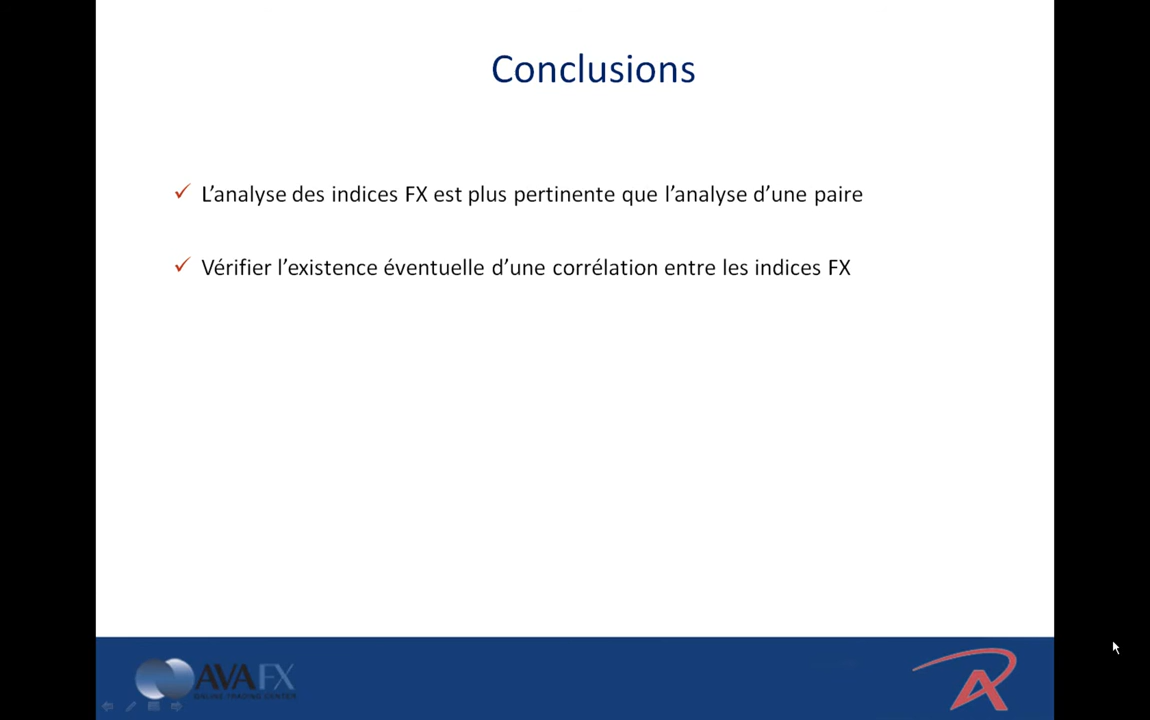 Conclusions
L’analyse des indices FX est plus pertinente que l’analyse d’une paire
Vérifier l’existence éventuelle d’une corrélation entre les indices FX
AVAFX
ONLINE TRADING CENTER